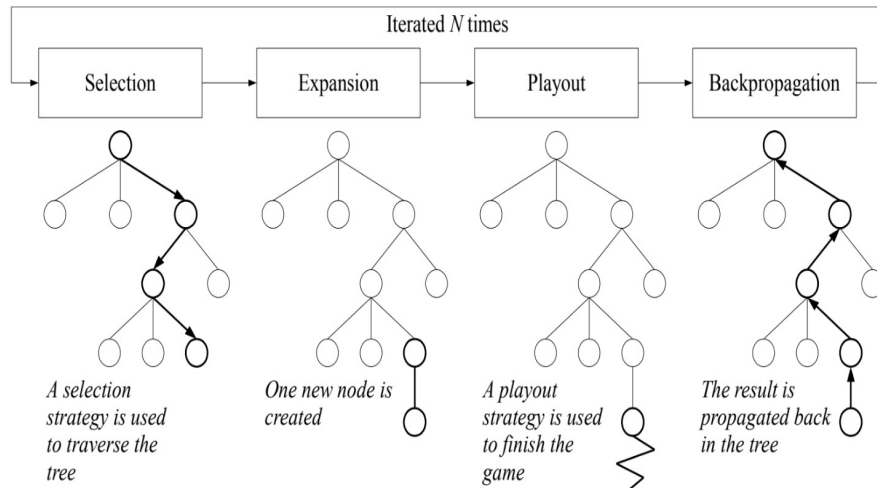 Iterated N times
Selection
Expansion
Playout
Backpropagation
A selection
strategy is used
to traverse the
tree
One new node is
created
A playout
strategy is used
to finish the
game
The result is
propagated back
in the tree